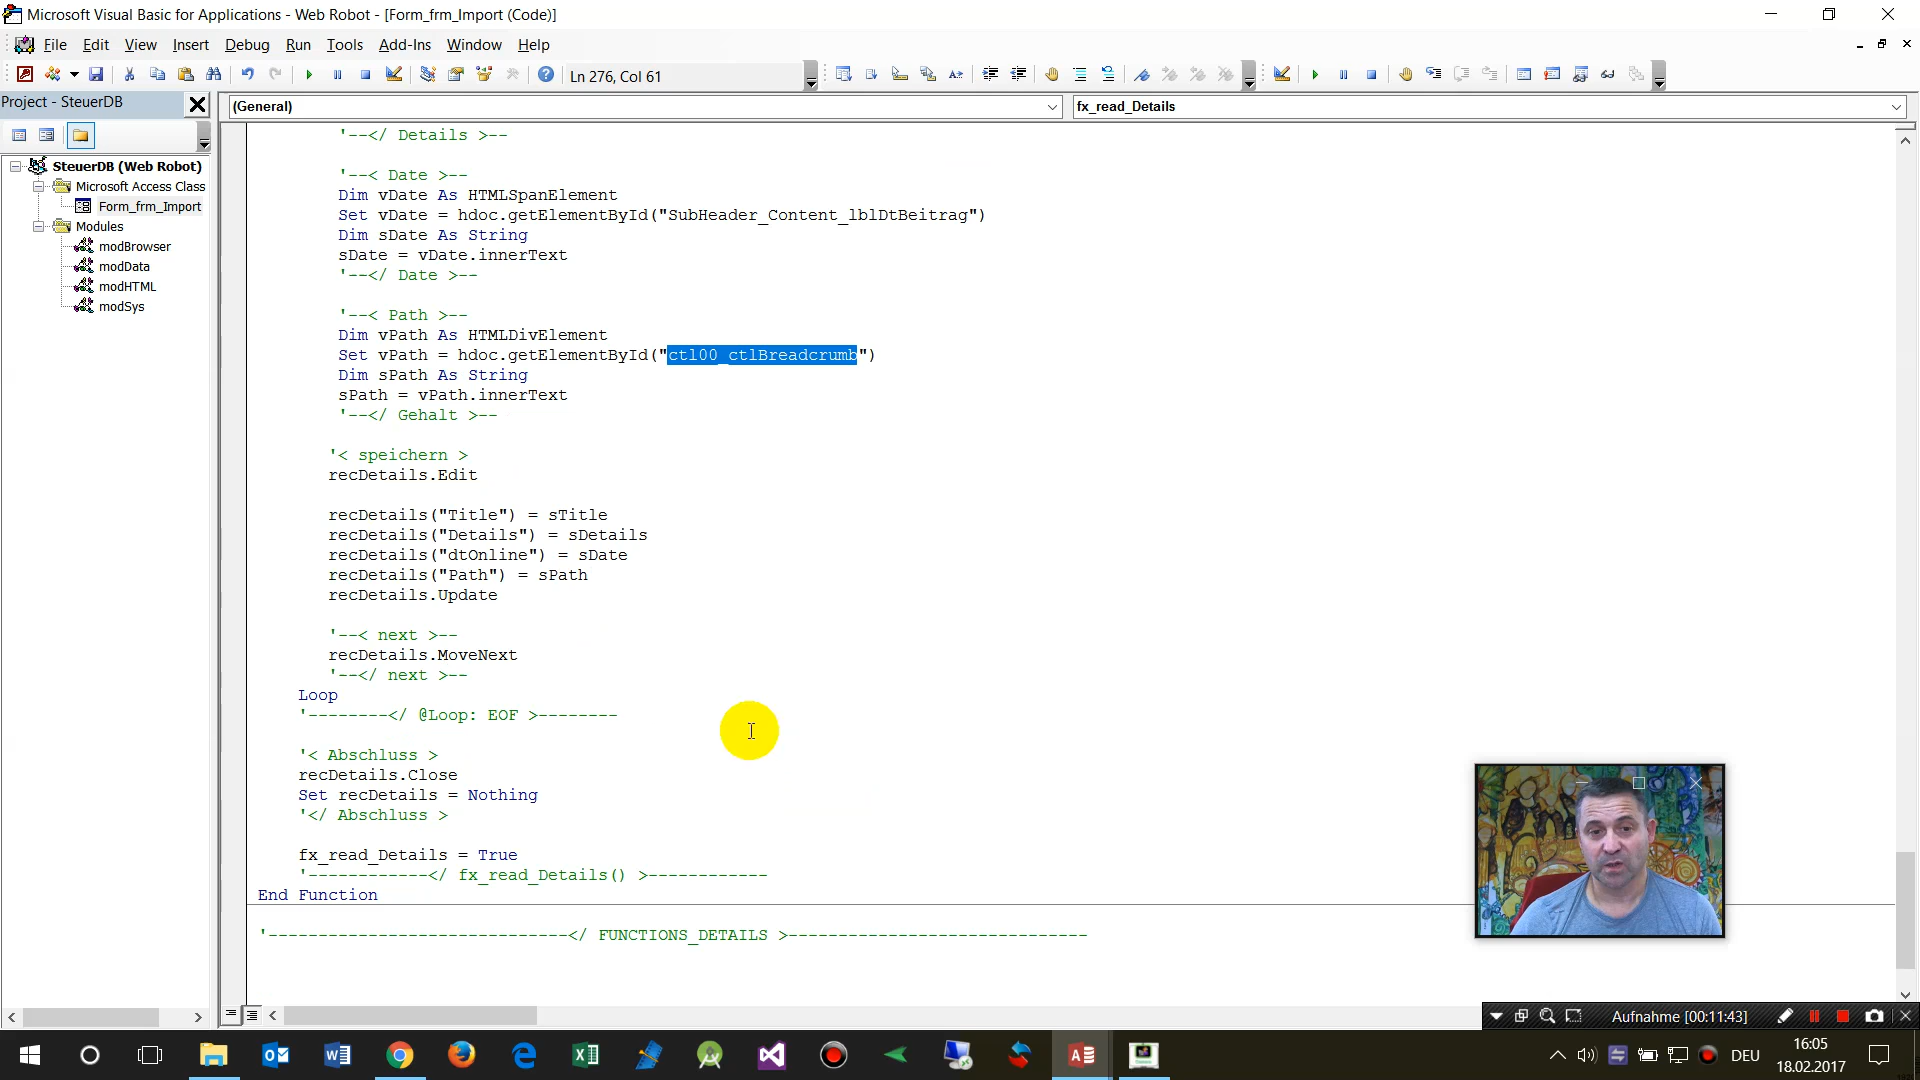 Microsoft Visual Basic for Applications - Web Robot - [Form_frm_Import (Code)]
File Edit View Insert Debug Run Tools Add-Ins Window Help
Ln 276, Col 61
Project - SteuerDB
(General)
fx_read_Details
SteuerDB (Web Robot)
Microsoft Access Class
Form_frm_Import
Modules
modBrowser
modData
modHTML
modSys
'--</ Details >--
'--< Date >--
Dim vDate As HTMLSpanElement
Set vDate = hdoc.getElementById("SubHeader_Content_lblDtBeitrag")
Dim sDate As String
sDate = vDate.innerText
'--</ Date >--
'--< Path >--
Dim vPath As HTMLDivElement
Set vPath = hdoc.getElementById("ctl00_ctlBreadcrumb")
Dim sPath As String
sPath = vPath.innerText
'--</ Gehalt >--
'< speichern >
recDetails.Edit
recDetails("Title") = sTitle
recDetails("Details") = sDetails
recDetails("dtOnline") = sDate
recDetails("Path") = sPath
recDetails.Update
'--< next >--
recDetails.MoveNext
'--</ next >--
Loop
'--------</ @Loop: EOF >--------
'< Abschluss >
recDetails.Close
Set recDetails = Nothing
'</ Abschluss >
fx_read_Details = True
'------------</ fx_read_Details() >------------
End Function
'------------------------------</ FUNCTIONS_DETAILS >------------------------------
Aufnahme [00:11:43]
DEU
16:05
18.02.2017